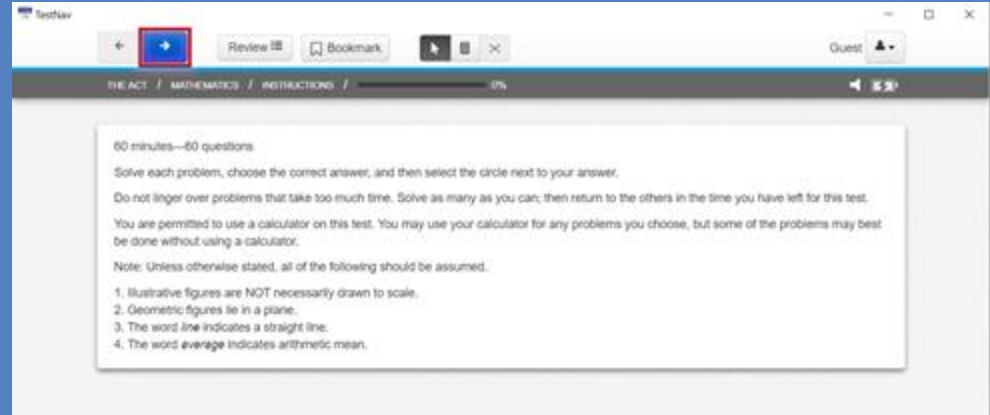 TestNav
Review Bookmark Guest
THE ACT / MATHEMATICS / INSTRUCTIONS / 0%
60 minutes—60 questions
Solve each problem, choose the correct answer, and then select the circle next to your answer.
Do not linger over problems that take too much time. Solve as many as you can; then return to the others in the time you have left for this test.
You are permitted to use a calculator on this test. You may use your calculator for any problems you choose, but some of the problems may best
be done without using a calculator.
Note: Unless otherwise stated, all of the following should be assumed.
1. Illustrative figures are NOT necessarily drawn to scale.
2. Geometric figures lie in a plane.
3. The word line indicates a straight line.
4. The word average indicates arithmetic mean.